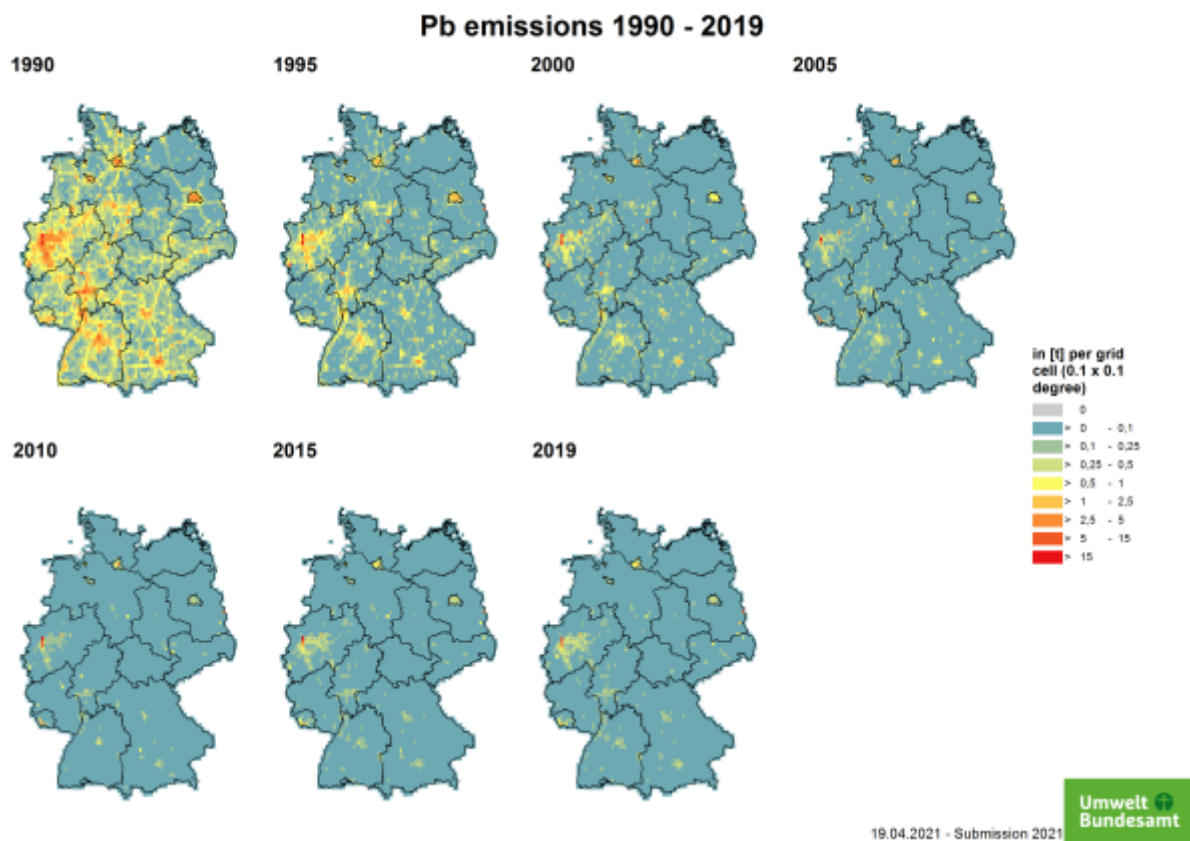 Pb emissions 1990 - 2019
1990
1995
2000
2005
in [t] per grid
cell (0.1 x 0.1
degree)
0
> 0 - 0,1
> 0,1 - 0,25
> 0,25 - 0,5
> 0,5 - 1
> 1 - 2,5
> 2,5 - 5
> 5 - 15
> 15
2010
2015
2019
Umwelt
Bundesamt
19.04.2021 - Submission 2021